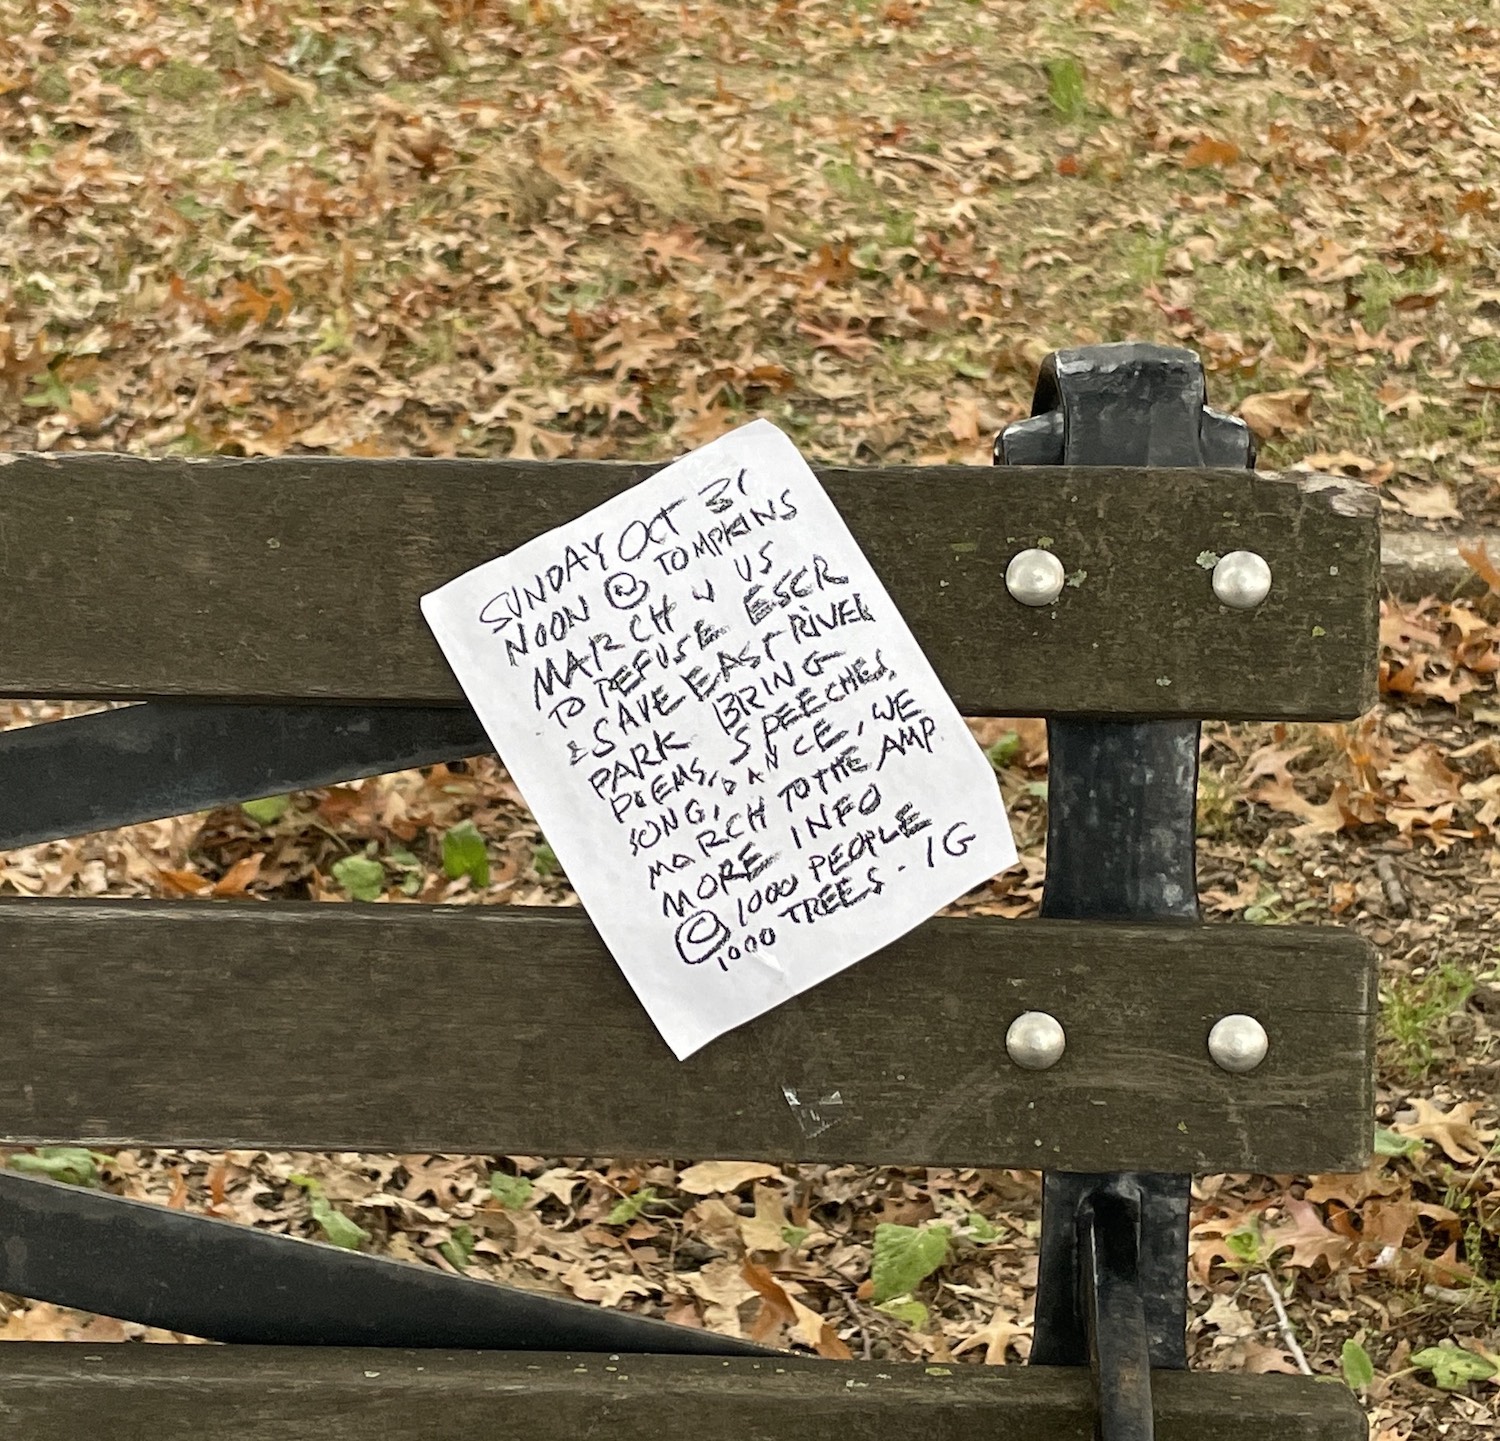 SUNDAY OCT 31
NOON @ TOMPKINS
MARCH W US
TO REFUSE ESCR
& SAVE EAST RIVER
PARK BRING
POEMS, SPEECHES,
SONG, DANCE, WE
MARCH TO THE AMP.
MORE INFO
@ 1000 PEOPLE
1000 TREES - IG